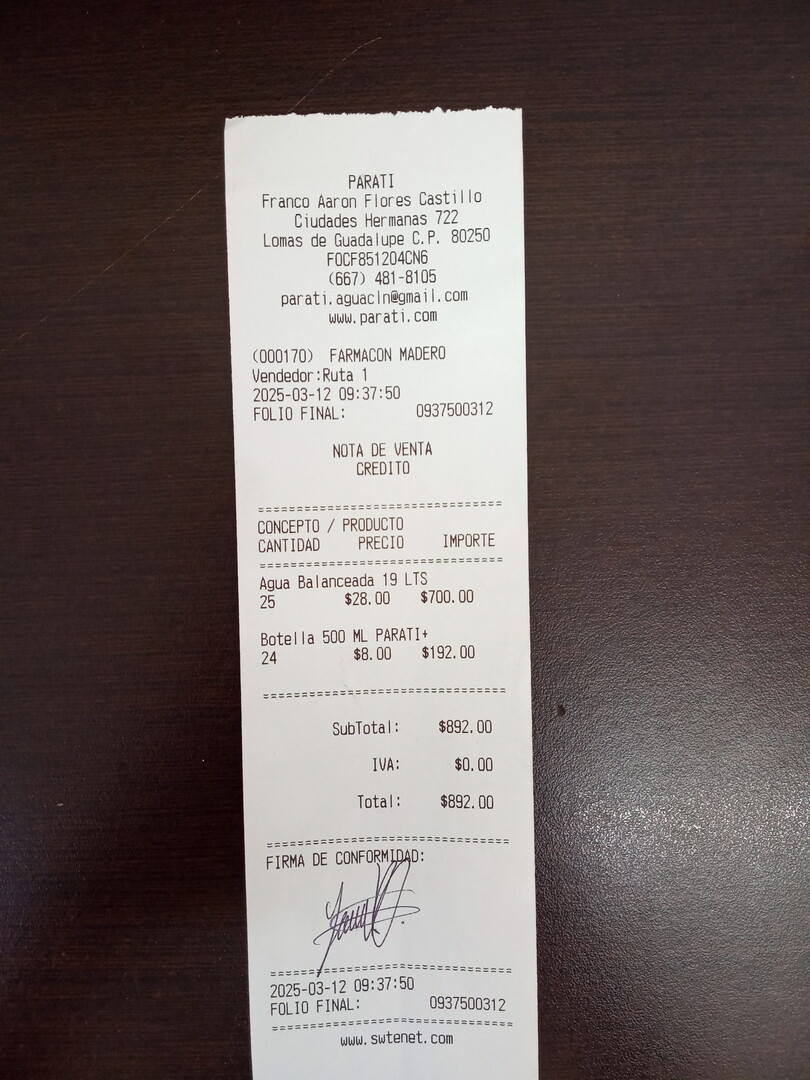 PARATI
Franco Aaron Flores Castillo
Ciudades Hermanas 722
Lomas de Guadalupe C.P. 80250
FOCF851204CN6
(667) 481-8105
parati.aguacln@gmail.com
www.parati.com
(000170) FARMACON MADERO
Vendedor:Ruta 1
2025-03-12 09:37:50
FOLIO FINAL: 0937500312
NOTA DE VENTA
CREDITO
================================
CONCEPTO / PRODUCTO
CANTIDAD PRECIO IMPORTE
================================
Agua Balanceada 19 LTS
25 $28.00 $700.00
Botella 500 ML PARATI+
24 $8.00 $192.00
================================
SubTotal: $892.00
IVA: $0.00
Total: $892.00
================================
FIRMA DE CONFORMIDAD:
================================
2025-03-12 09:37:50
FOLIO FINAL: 0937500312
================================
www.swtenet.com